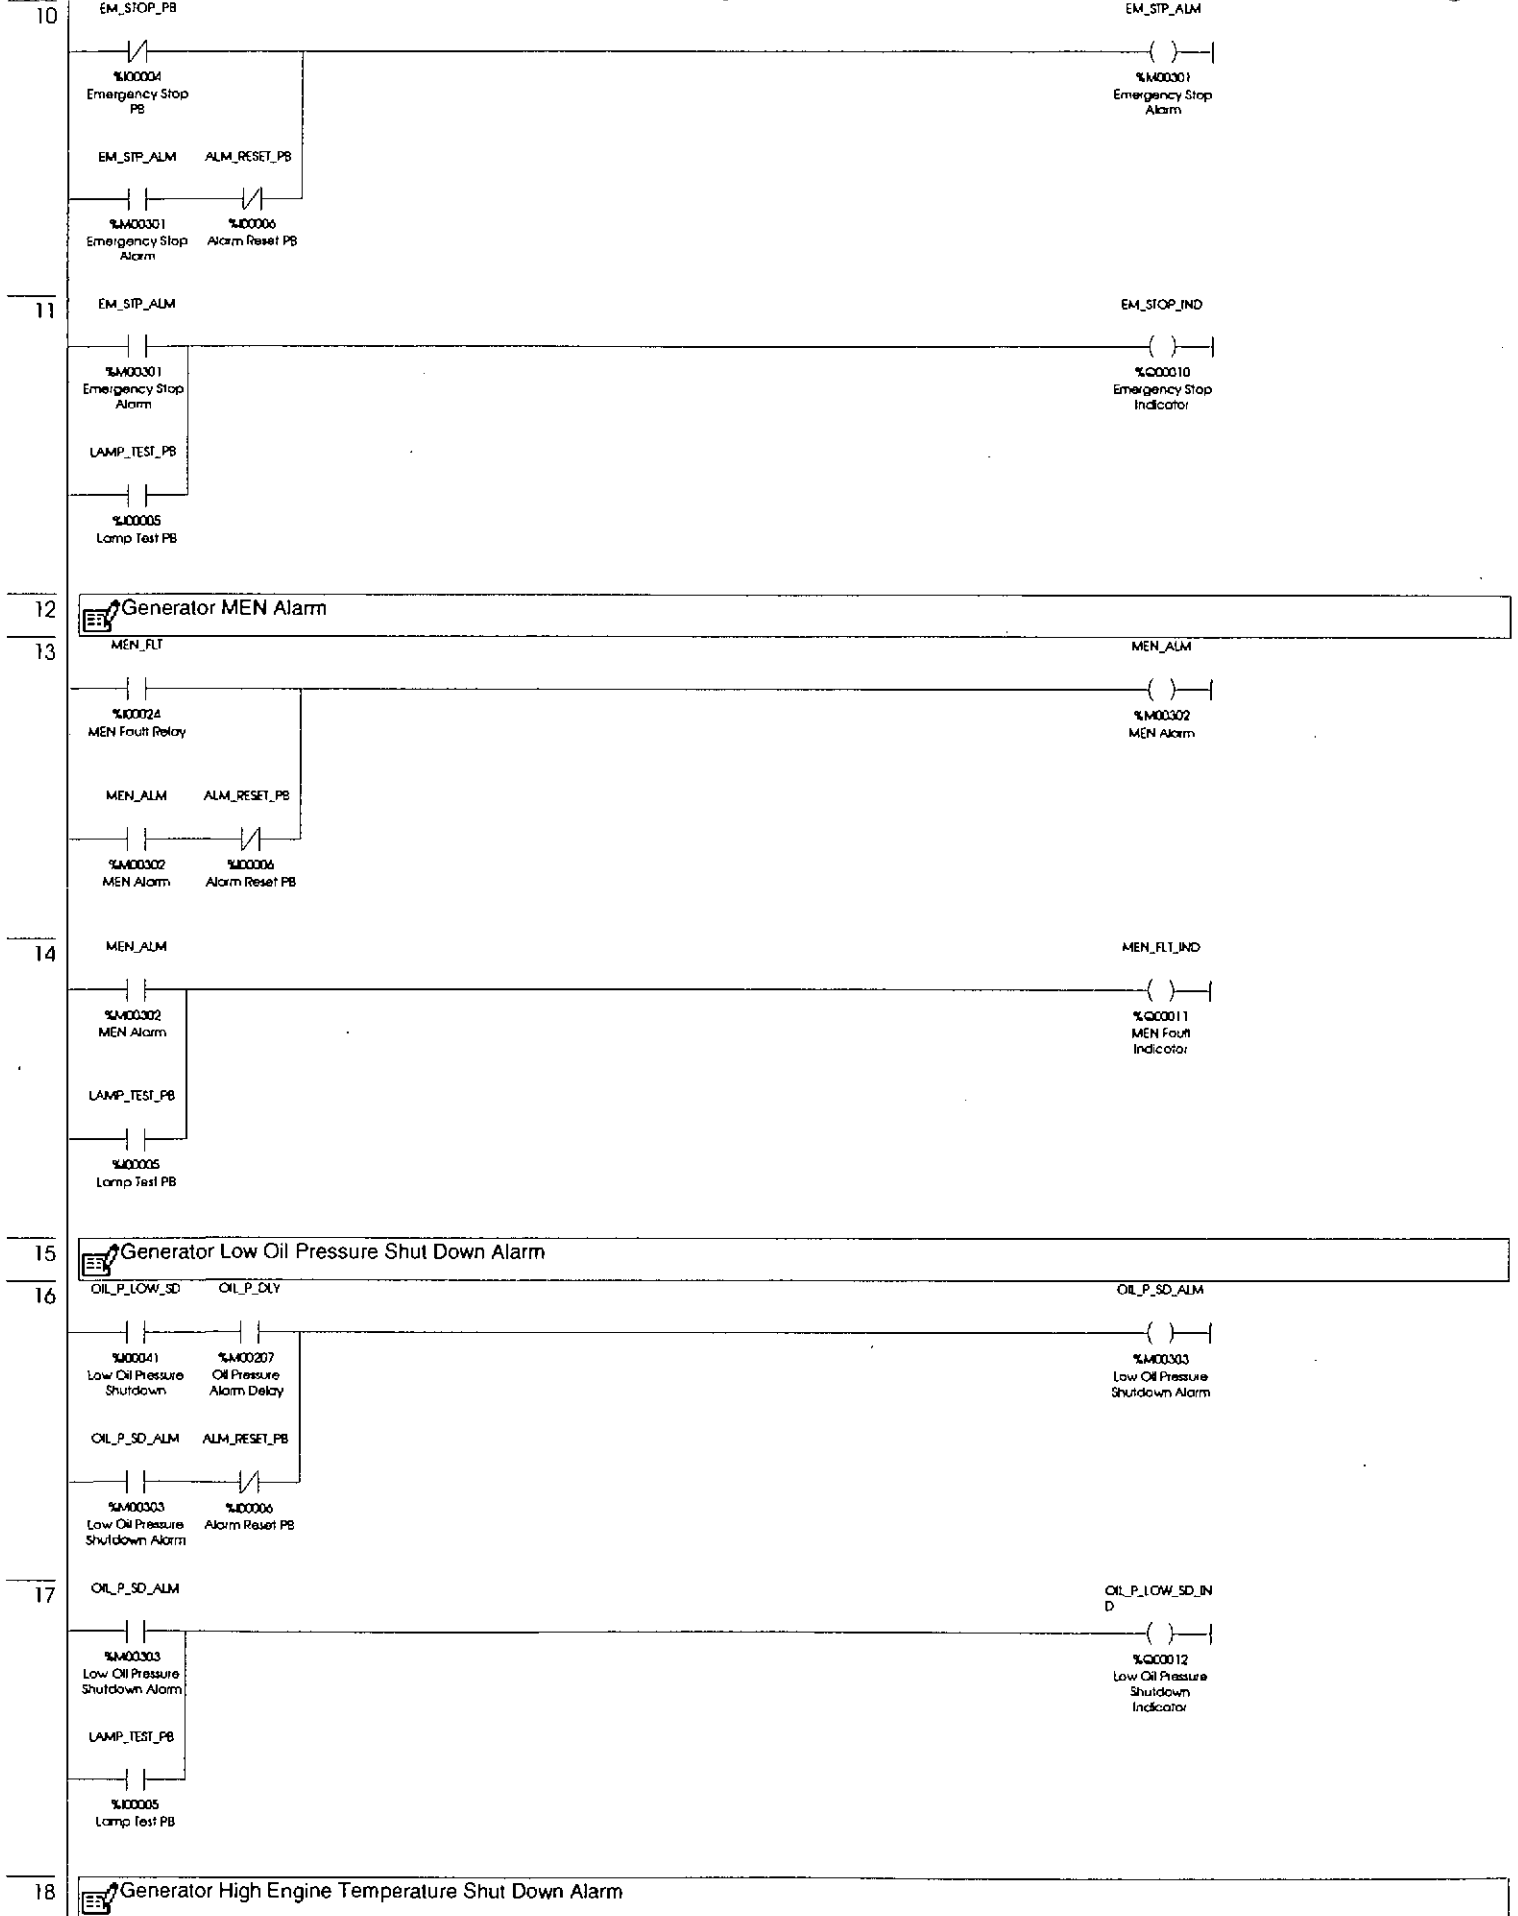 10
EM_STOP_PB
EM_STP_ALM
%I00004
Emergency Stop
PB
%M00301
Emergency Stop
Alarm
EM_STP_ALM
ALM_RESET_PB
%M00301
Emergency Stop
Alarm
%I00006
Alarm Reset PB
11
EM_STP_ALM
EM_STOP_IND
%M00301
Emergency Stop
Alarm
%Q00010
Emergency Stop
Indicator
LAMP_TEST_PB
%I00005
Lamp Test PB
12
Generator MEN Alarm
13
MEN_FLT
MEN_ALM
%I00024
MEN Fault Relay
%M00302
MEN Alarm
MEN_ALM
ALM_RESET_PB
%M00302
MEN Alarm
%I00006
Alarm Reset PB
14
MEN_ALM
MEN_FLT_IND
%M00302
MEN Alarm
%Q00011
MEN Fault
Indicator
LAMP_TEST_PB
%I00005
Lamp Test PB
15
Generator Low Oil Pressure Shut Down Alarm
16
OIL_P_LOW_SD
OIL_P_DLY
OIL_P_SD_ALM
%I00041
Low Oil Pressure
Shutdown
%M00207
Oil Pressure
Alarm Delay
%M00303
Low Oil Pressure
Shutdown Alarm
OIL_P_SD_ALM
ALM_RESET_PB
%M00303
Low Oil Pressure
Shutdown Alarm
%I00006
Alarm Reset PB
17
OIL_P_SD_ALM
OIL_P_LOW_SD_IN
D
%M00303
Low Oil Pressure
Shutdown Alarm
%Q00012
Low Oil Pressure
Shutdown
Indicator
LAMP_TEST_PB
%I00005
Lamp Test PB
18
Generator High Engine Temperature Shut Down Alarm